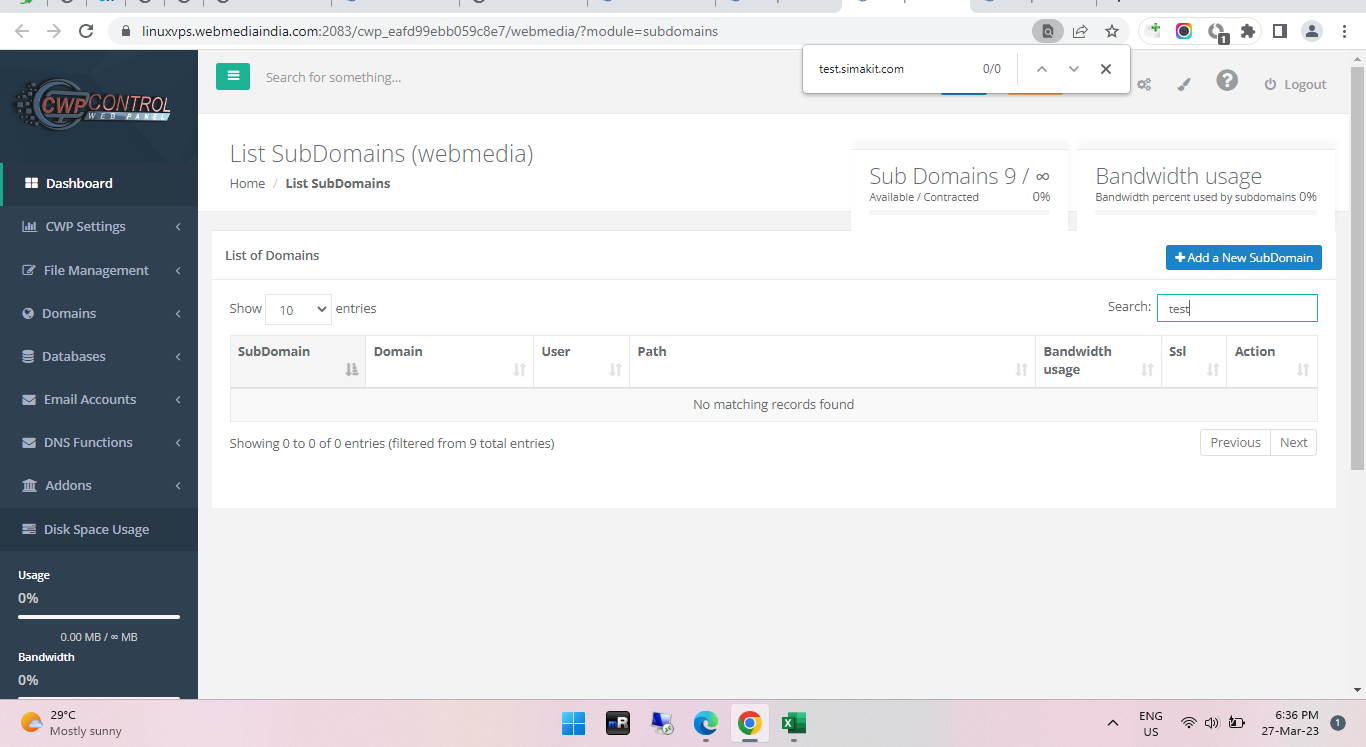 linuxvps.webmediaindia.com:2083/cwp_eafd99ebb059c8e7/webmedia/?module=subdomains
1
test.simakit.com 0/0
CWP CONTROL
WEB PANEL
Search for something...
Logout
List SubDomains (webmedia)
Home / List SubDomains
Sub Domains 9 / ∞
Available / Contracted 0%
Bandwidth usage
Bandwidth percent used by subdomains 0%
Dashboard
CWP Settings
File Management
Domains
Databases
Email Accounts
DNS Functions
Addons
Disk Space Usage
Usage
0%
0.00 MB / ∞ MB
Bandwidth
0%
List of Domains
Add a New SubDomain
Show 10 entries
Search: test
SubDomain Domain User Path Bandwidth usage Ssl Action
No matching records found
Showing 0 to 0 of 0 entries (filtered from 9 total entries)
Previous Next
29°C
Mostly sunny
ENG
US
6:36 PM
27-Mar-23
1